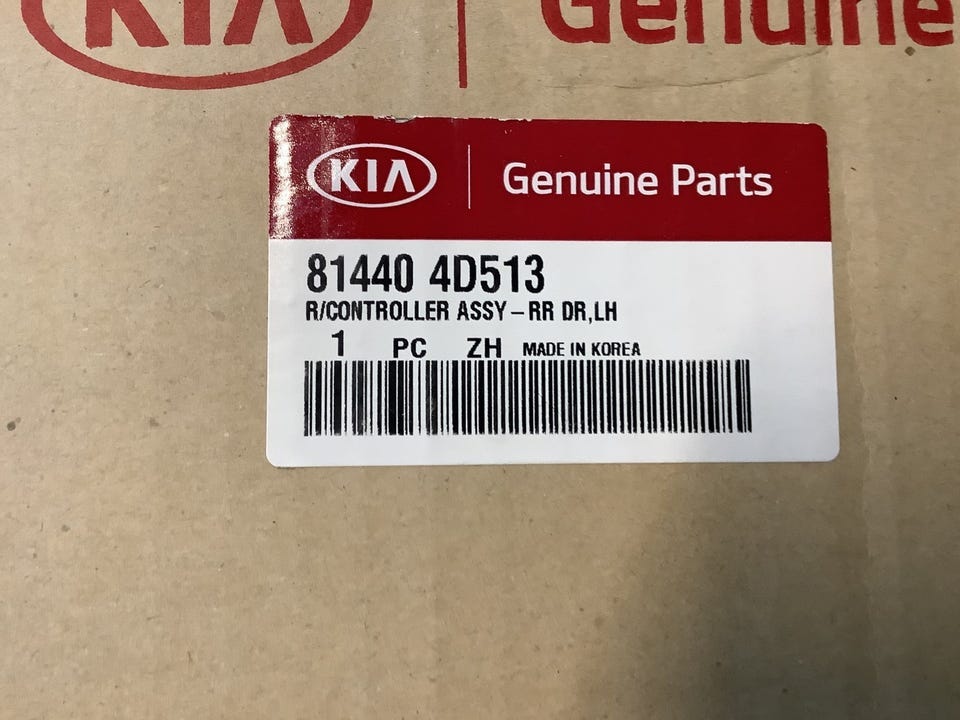 KIA | Genuine
KIA | Genuine Parts
81440 4D513
R/CONTROLLER ASSY - RR DR,LH
1 PC ZH MADE IN KOREA